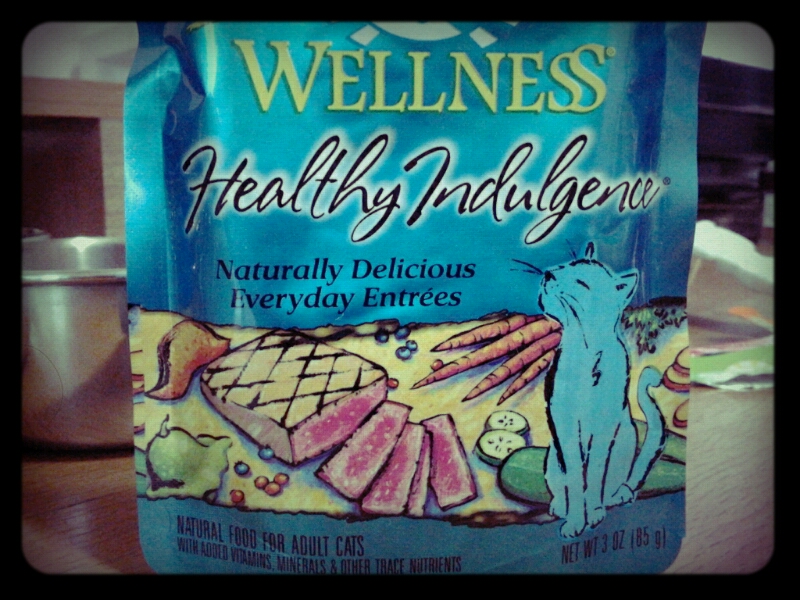 WELLNESS®
Healthy Indulgence®
Naturally Delicious
Everyday Entrées
NATURAL FOOD FOR ADULT CATS
WITH ADDED VITAMINS, MINERALS & OTHER TRACE NUTRIENTS
NET WT 3 OZ (85 g)